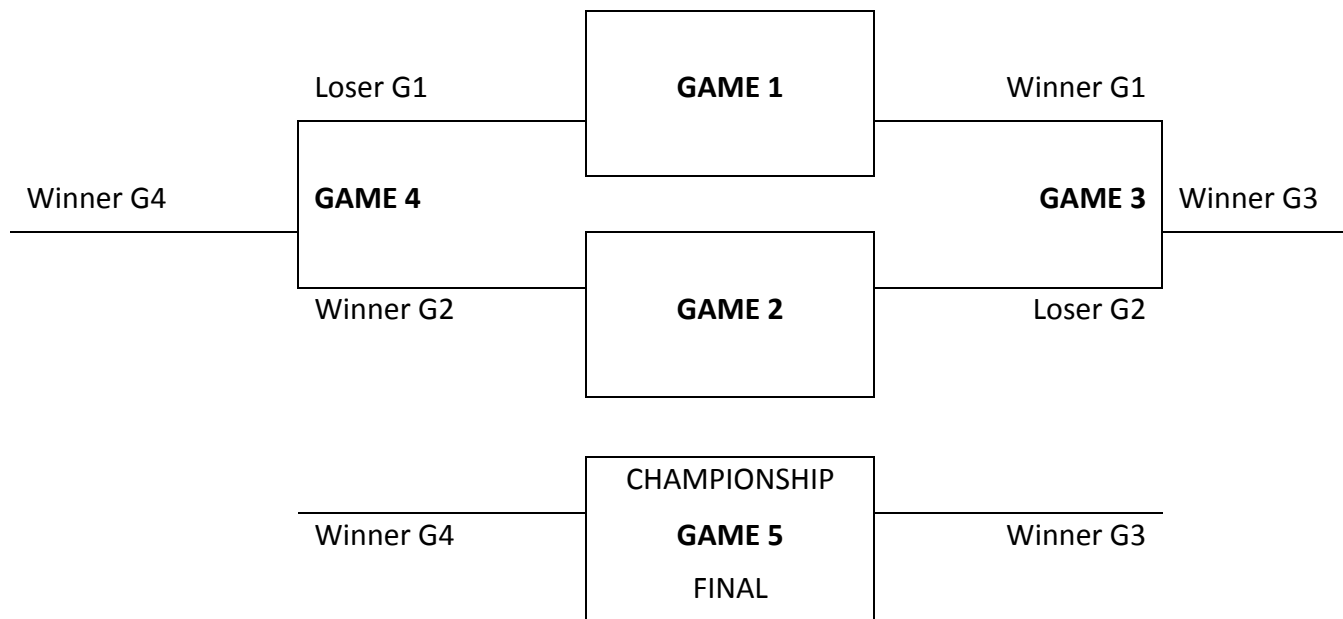 Loser G1
GAME 1
Winner G1
Winner G4
GAME 4
GAME 3
Winner G3
Winner G2
GAME 2
Loser G2
CHAMPIONSHIP
Winner G4
GAME 5
Winner G3
FINAL